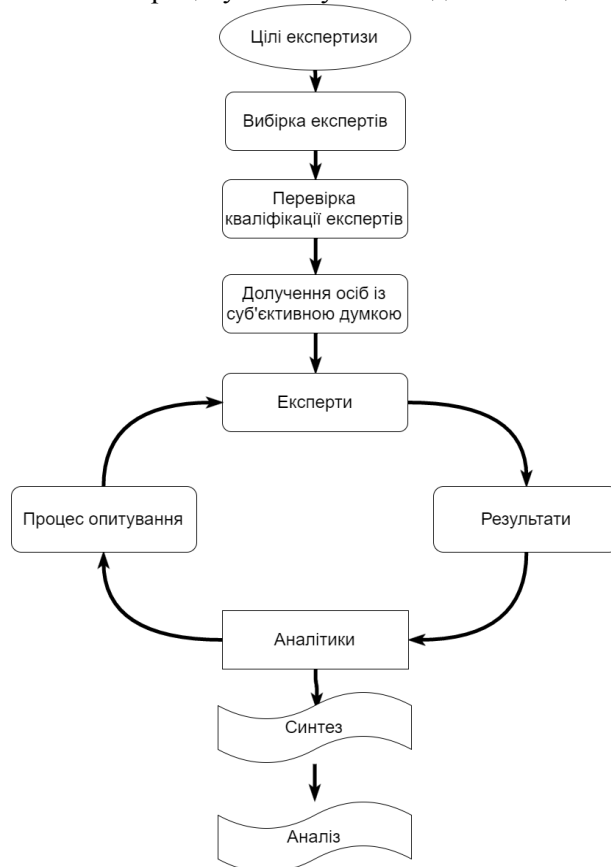 Цілі експертизи
Вибірка експертів
Перевірка
кваліфікації експертів
Долучення осіб із
суб'єктивною думкою
Експерти
Процес опитування
Результати
Аналітики
Синтез
Аналіз